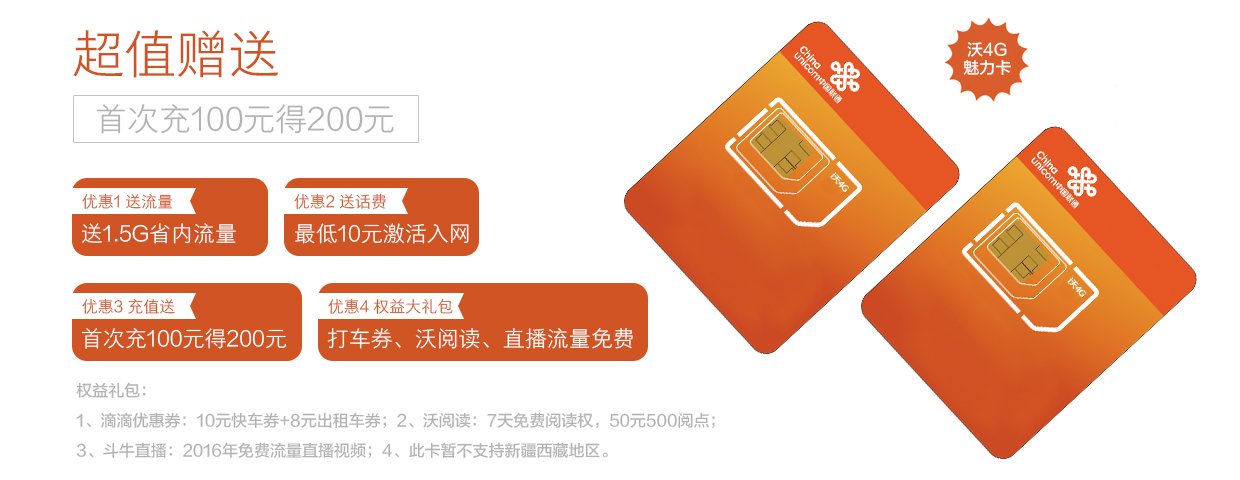 超值赠送
首次充100元得200元
优惠1 送流量
送1.5G省内流量
优惠2 送话费
最低10元激活入网
优惠3 充值送
首次充100元得200元
优惠4 权益大礼包
打车券、沃阅读、直播流量免费
权益礼包：
1、滴滴优惠券：10元快车券+8元出租车券；2、沃阅读：7天免费阅读权，50元500阅点；
3、斗牛直播：2016年免费流量直播视频；4、此卡暂不支持新疆西藏地区。
China
unicom中国联通
沃4G
沃4G
魅力卡
China
unicom中国联通
沃4G